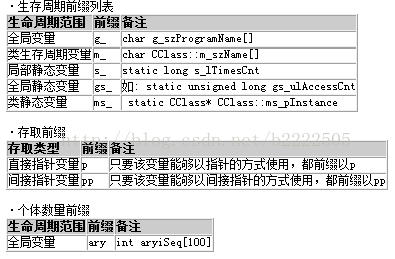 ·生存周期前缀列表
生命周期范围 前缀 备注
全局变量 g_ char g_szProgramName[]
类生存周期变量 m_ char CClass::m_szName[]
局部静态变量 s_ static long s_lTimesCnt
全局静态变量 gs_ 如: static unsigned long gs_ulAccessCnt
类静态变量 ms_ static CClass* CClass::ms_pInstance
·存取前缀
http://blog.csdn.net/h2222505
存取类型 前缀 备注
直接指针变量 p 只要该变量能够以指针的方式使用，都前缀以p
间接指针变量 pp 只要该变量能够以间接指针的方式使用，都前缀以pp
·个体数量前缀
生命周期范围 前缀 备注
全局变量 ary int aryiSeq[100]